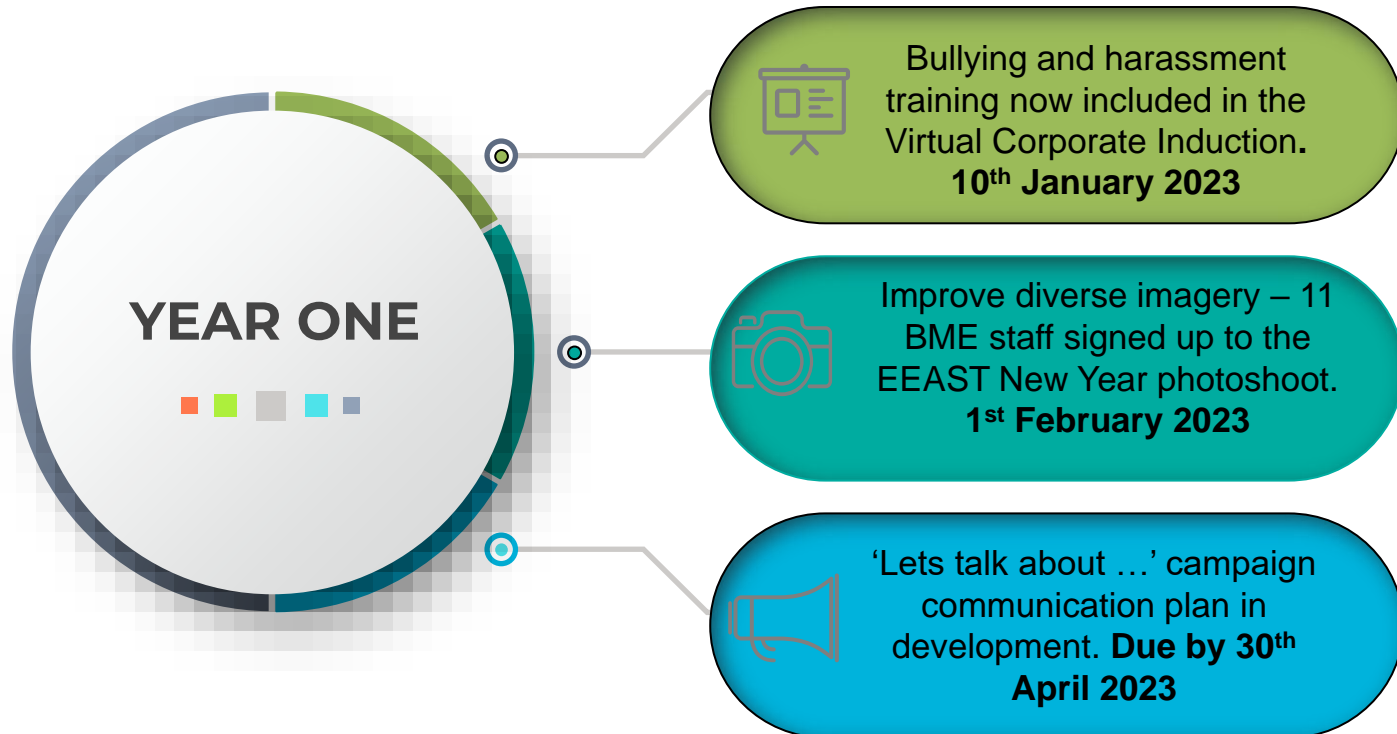 YEAR ONE
Bullying and harassment
training now included in the
Virtual Corporate Induction.
10th January 2023
Improve diverse imagery – 11
BME staff signed up to the
EEAST New Year photoshoot.
1st February 2023
‘Lets talk about …’ campaign
communication plan in
development. Due by 30th
April 2023